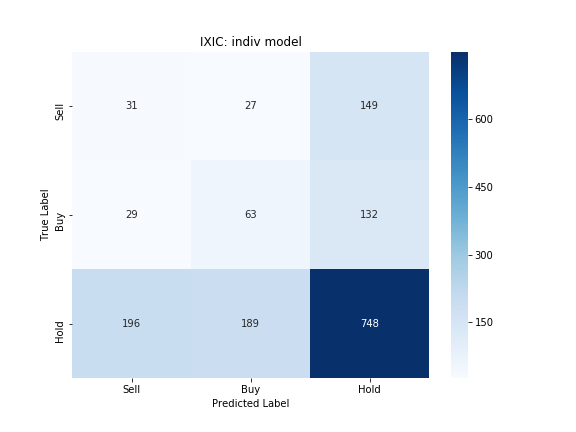 IXIC: indiv model
True Label
Sell
31 27 149
Buy
29 63 132
Hold
196 189 748
Sell Buy Hold
Predicted Label
600
450
300
150